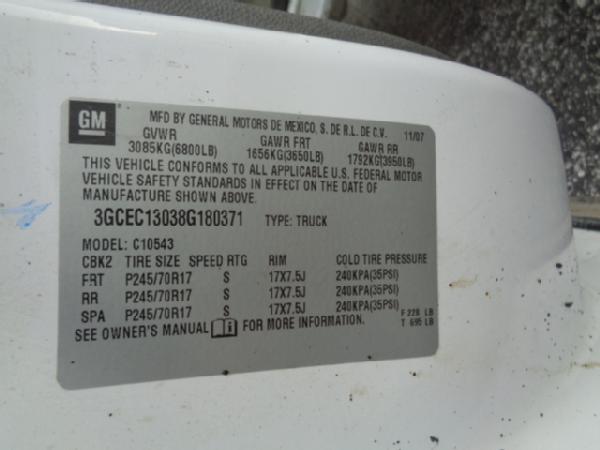 GM
MFD BY GENERAL MOTORS DE MEXICO, S. DE R.L. DE C.V. 11/07
GVWR GAWR FRT GAWR RR
3085KG(6800LB) 1656KG(3650LB) 1792KG(3950LB)
THIS VEHICLE CONFORMS TO ALL APPLICABLE U.S. FEDERAL MOTOR
VEHICLE SAFETY STANDARDS IN EFFECT ON THE DATE OF
MANUFACTURE SHOWN ABOVE.
3GCEC13038G180371 TYPE: TRUCK
MODEL: C10543
CBK2 TIRE SIZE SPEED RTG RIM COLD TIRE PRESSURE
FRT P245/70R17 S 17X7.5J 240KPA(35PSI)
RR P245/70R17 S 17X7.5J 240KPA(35PSI)
SPA P245/70R17 S 17X7.5J 240KPA(35PSI)
SEE OWNER'S MANUAL FOR MORE INFORMATION.
F 228 LB
T 695 LB